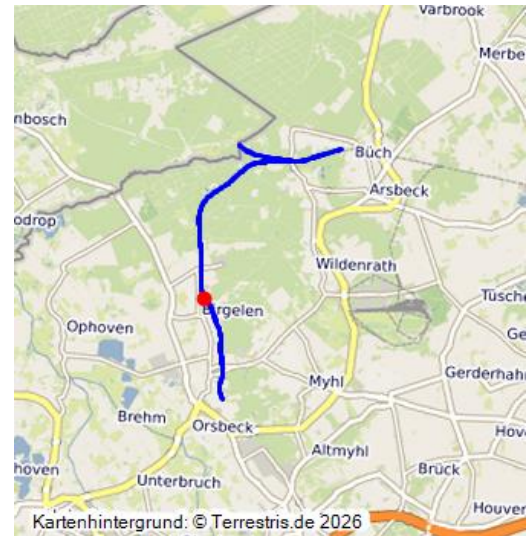 Varbrook
Merbe
nbosch
Büch
Arsbeck
odrop
Wildenrath
Tüsche
Birgelen
Ophoven
Ge
Gerderhahn
Myhl
Brehm
Orsbeck
Hov
Altmyhl
hoven
Brück
Unterbruch
Houver
Kartenhintergrund: © Terrestris.de 2026